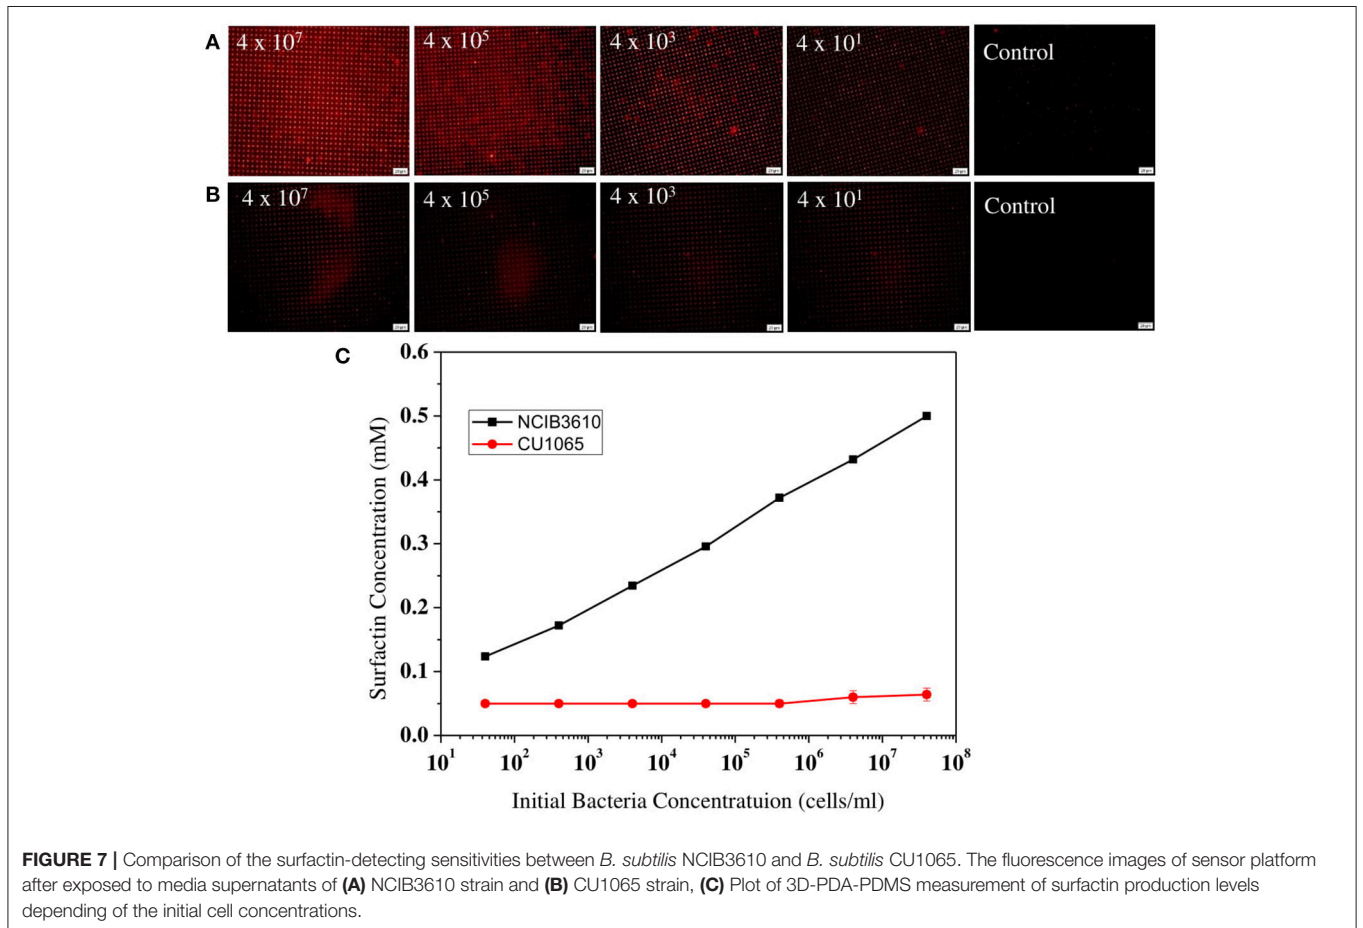 A
4 x 10⁷
4 x 10⁵
4 x 10³
4 x 10¹
Control
B
4 x 10⁷
4 x 10⁵
4 x 10³
4 x 10¹
Control
C
0.6
0.5
0.4
0.3
0.2
0.1
0.0
Surfactin Concentration (mM)
NCIB3610
CU1065
10¹ 10² 10³ 10⁴ 10⁵ 10⁶ 10⁷ 10⁸
Initial Bacteria Concentratuion (cells/ml)
FIGURE 7 | Comparison of the surfactin-detecting sensitivities between B. subtilis NCIB3610 and B. subtilis CU1065. The fluorescence images of sensor platform
after exposed to media supernatants of (A) NCIB3610 strain and (B) CU1065 strain, (C) Plot of 3D-PDA-PDMS measurement of surfactin production levels
depending of the initial cell concentrations.